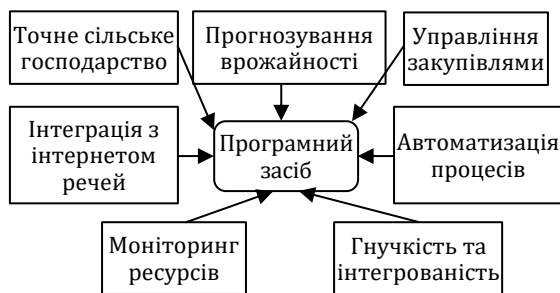 Точне сільське
господарство
Прогнозування
врожайності
Управління
закупівлями
Інтеграція з
інтернетом
речей
Програмний
засіб
Автоматизація
процесів
Моніторинг
ресурсів
Гнучкість та
інтегрованість